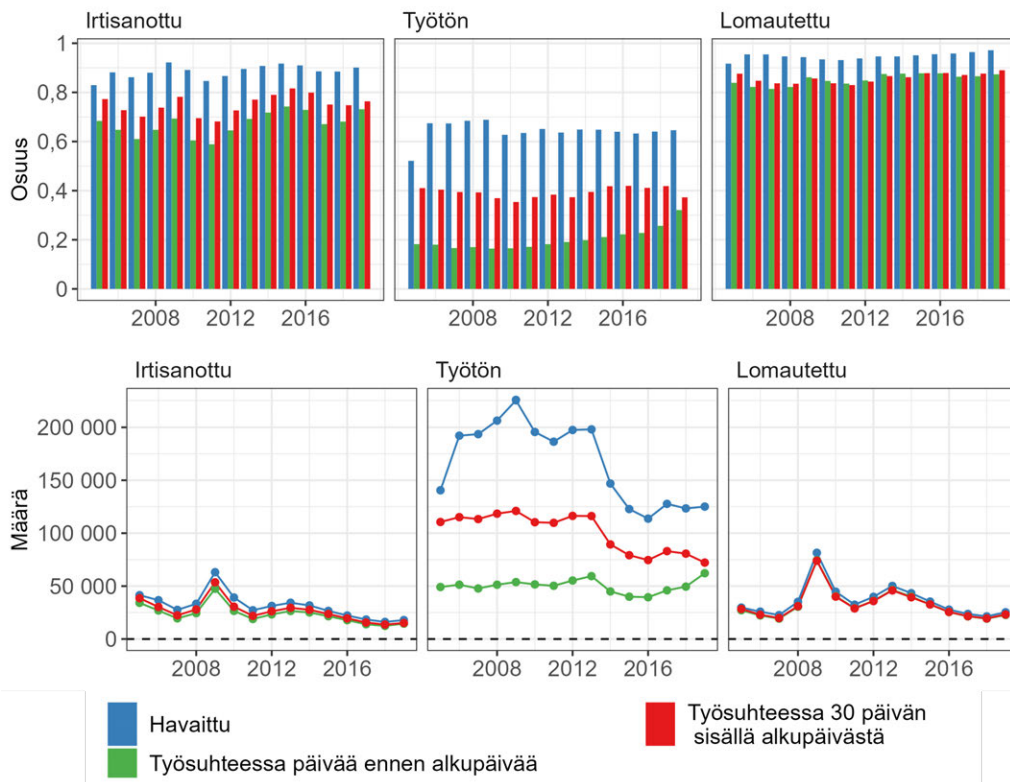 Irtisanottu
Työtön
Lomautettu
Osuus
1
0,8
0,6
0,4
0,2
0
2008 2012 2016
2008 2012 2016
2008 2012 2016
Irtisanottu
Työtön
Lomautettu
Määrä
200 000
150 000
100 000
50 000
0
2008 2012 2016
2008 2012 2016
2008 2012 2016
Havaittu
Työsuhteessa päivää ennen alkupäivää
Työsuhteessa 30 päivän
sisällä alkupäivästä